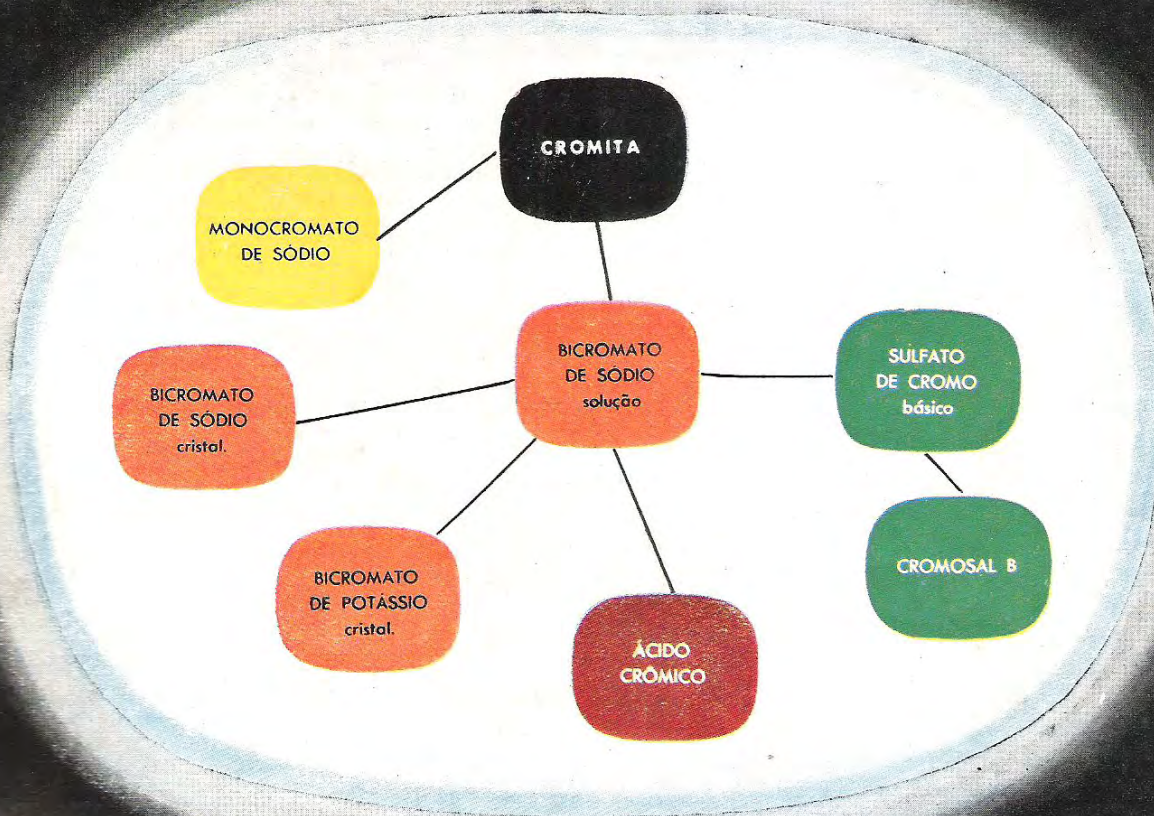 CROMITA
MONOCROMATO
DE SÓDIO
BICROMATO
DE SÓDIO
solução
SULFATO
DE CROMO
básico
BICROMATO
DE SÓDIO
cristal.
CROMOSAL B
BICROMATO
DE POTÁSSIO
cristal.
ÁCIDO
CRÔMICO